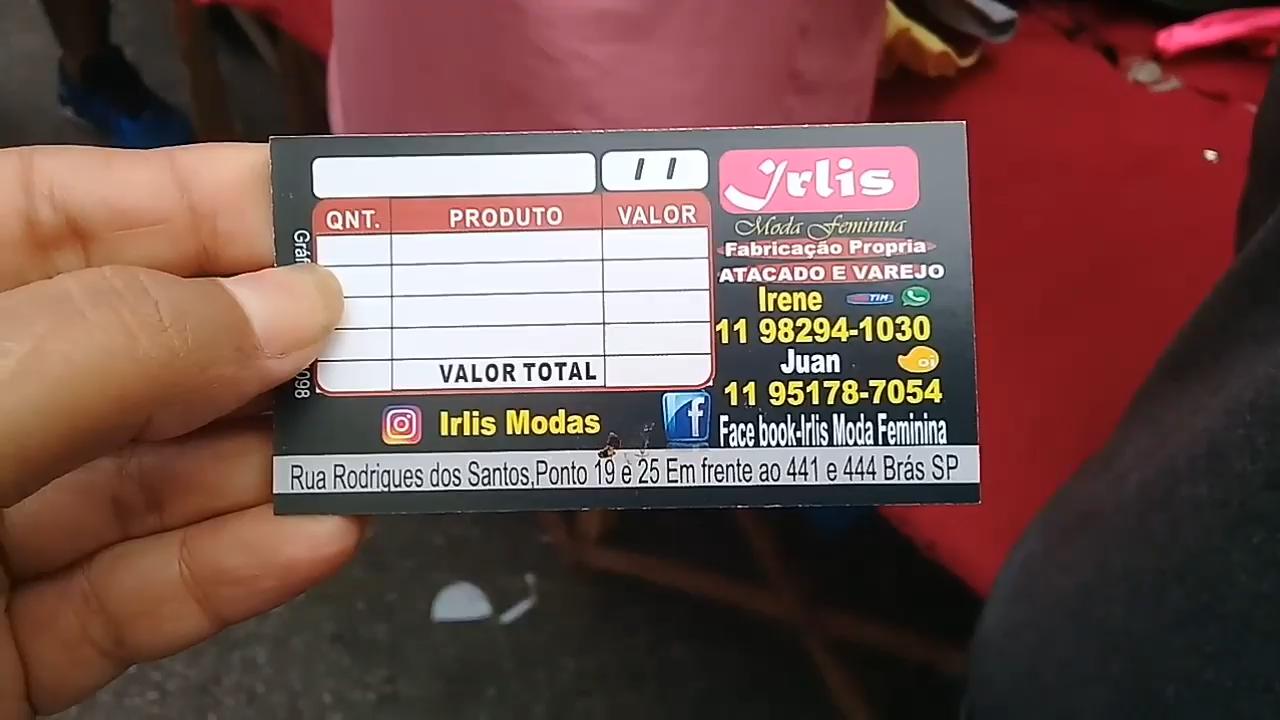 / /
QNT. PRODUTO VALOR
VALOR TOTAL
Irlis Modas
Yrlis
Moda Feminina
Fabricação Propria
ATACADO E VAREJO
Irene TIM
11 98294-1030
Juan oi
11 95178-7054
Face book-Irlis Moda Feminina
Rua Rodrigues dos Santos,Ponto 19 e 25 Em frente ao 441 e 444 Brás SP